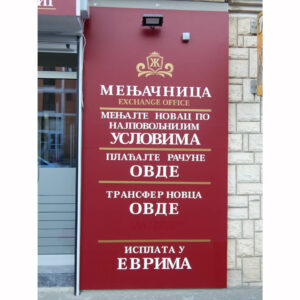 Ж
МЕЊАЧНИЦА
EXCHANGE OFFICE
МЕЊАЈТЕ НОВАЦ ПО
НАЈПОВОЉНИЈИМ
УСЛОВИМА
ПЛАЋАЈТЕ РАЧУНЕ
ОВДЕ
ТРАНСФЕР НОВЦА
ОВДЕ
ИСПЛАТА У
ЕВРИМА